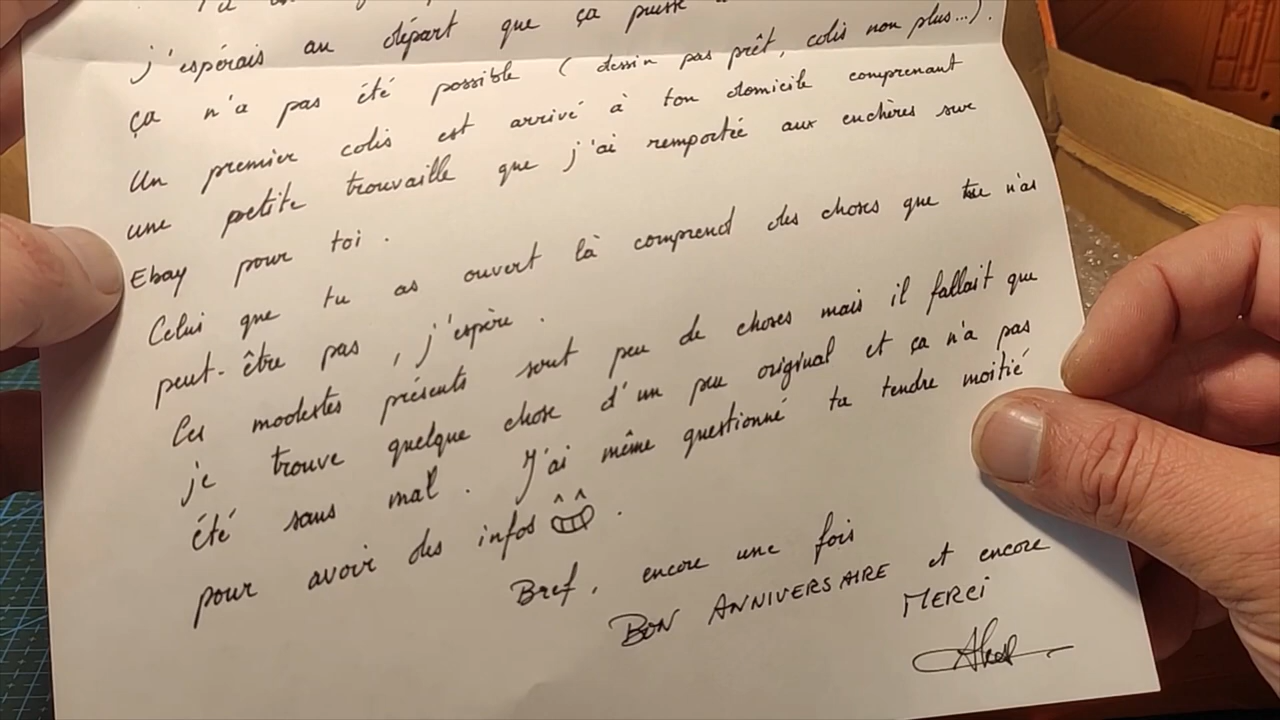 j'espérais au départ que ça puisse
ça n'a pas été possible ( dessin pas prêt, colis non plus...).
Un premier colis est arrivé à ton domicile comprenant
une petite trouvaille que j'ai remportée aux enchères sur
Ebay pour toi.
Celui que tu as ouvert là comprend des choses que tu n'as
peut-être pas, j'espère.
Ces modestes présents sont peu de choses mais il fallait que
je trouve quelque chose d'un peu original et ça n'a pas
été sans mal. J'ai même questionné ta tendre moitié
pour avoir des infos .
Bref, encore une fois
BON ANNIVERSAIRE et encore
MERCi